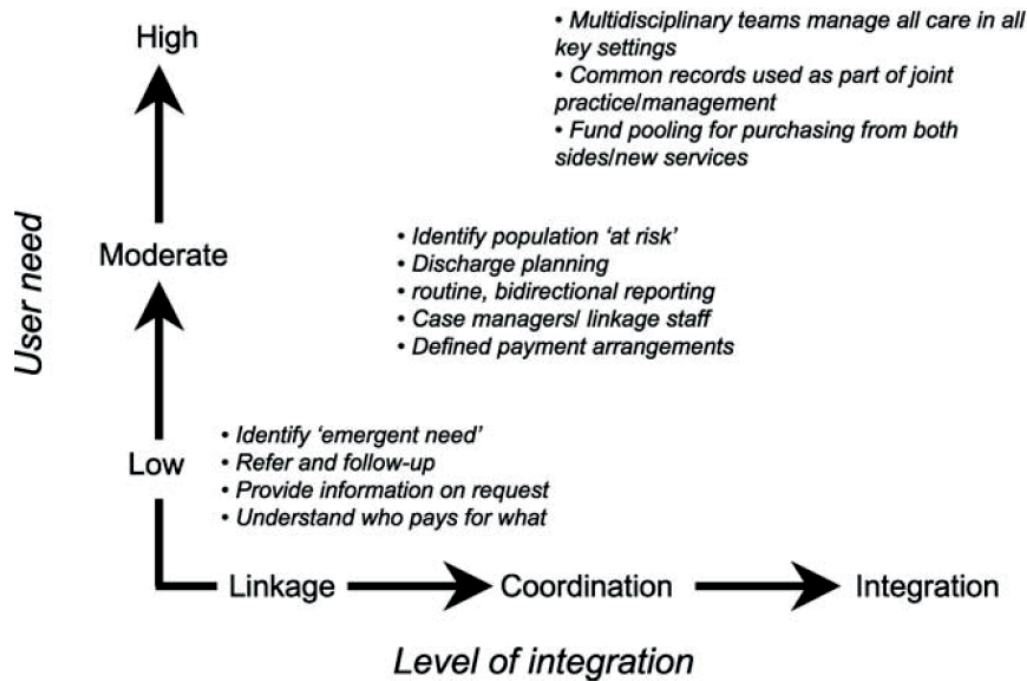 High
• Multidisciplinary teams manage all care in all
key settings
• Common records used as part of joint
practice/management
• Fund pooling for purchasing from both
sides/new services
User need
Moderate
• Identify population ‘at risk’
• Discharge planning
• routine, bidirectional reporting
• Case managers/ linkage staff
• Defined payment arrangements
Low
• Identify ‘emergent need’
• Refer and follow-up
• Provide information on request
• Understand who pays for what
Linkage
Coordination
Integration
Level of integration